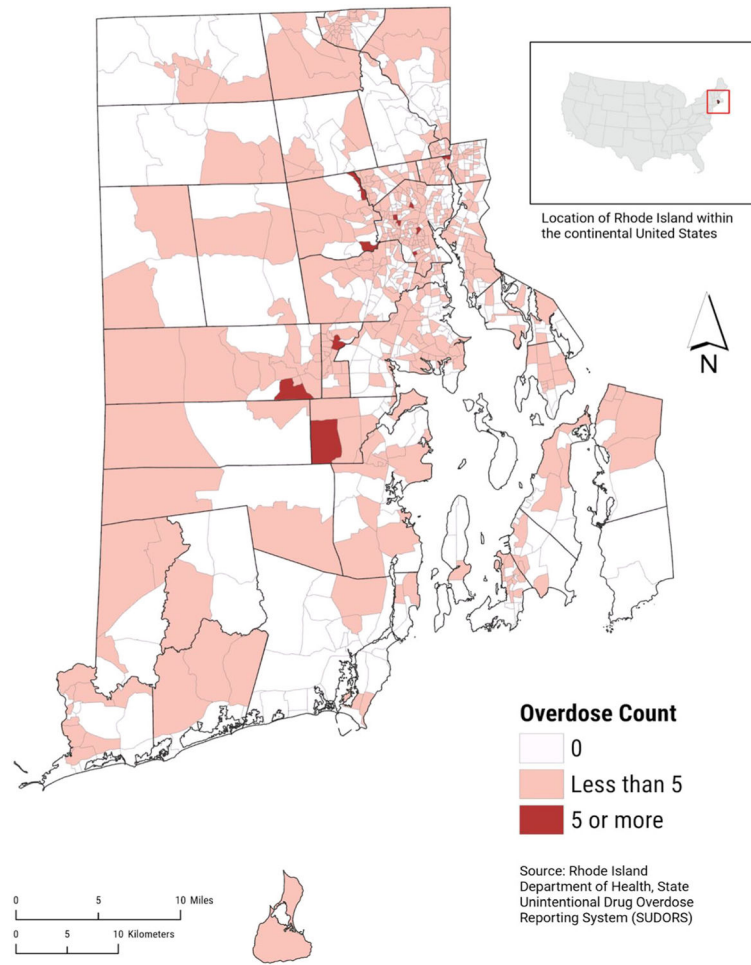 Location of Rhode Island within
the continental United States
N
Overdose Count
0
Less than 5
5 or more
Source: Rhode Island
Department of Health, State
Unintentional Drug Overdose
Reporting System (SUDORS)
0 5 10 Miles
0 5 10 Kilometers